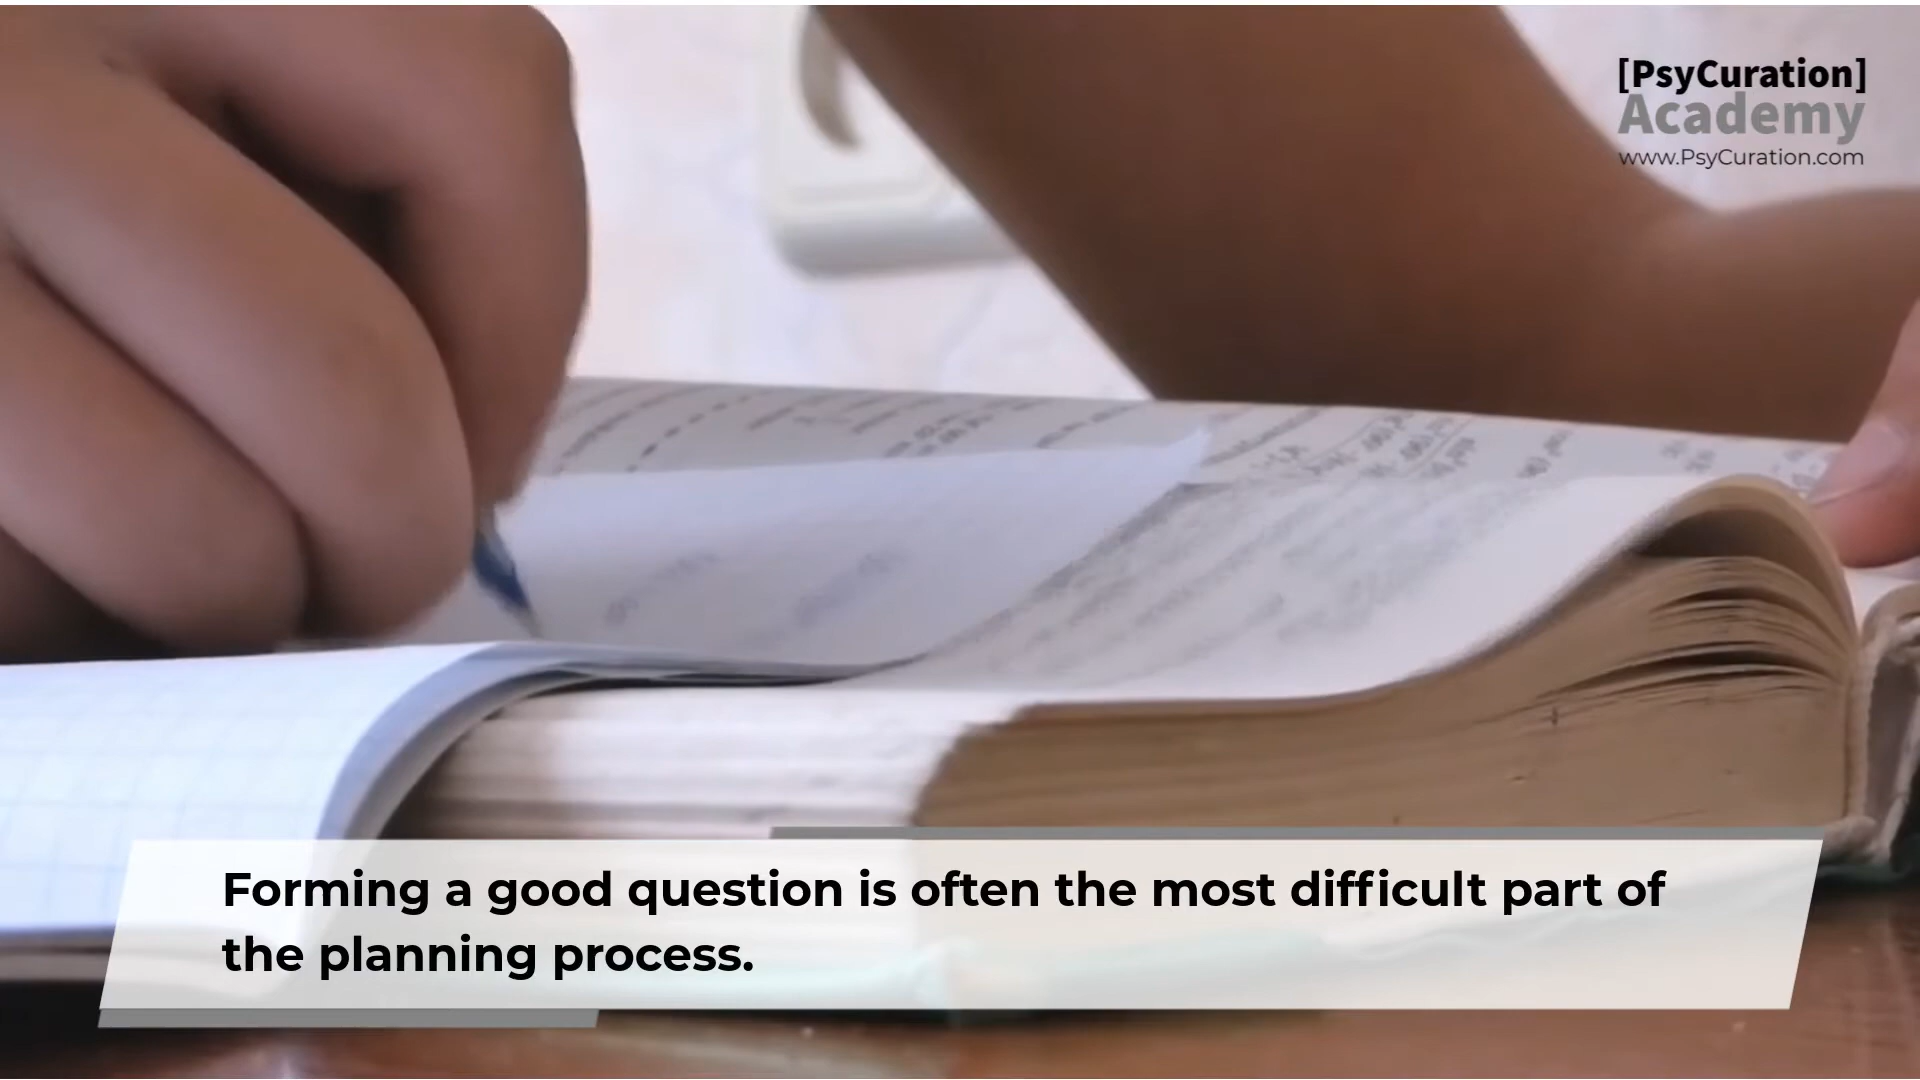 [PsyCuration]
Academy
www.PsyCuration.com
Forming a good question is often the most difficult part of
the planning process.